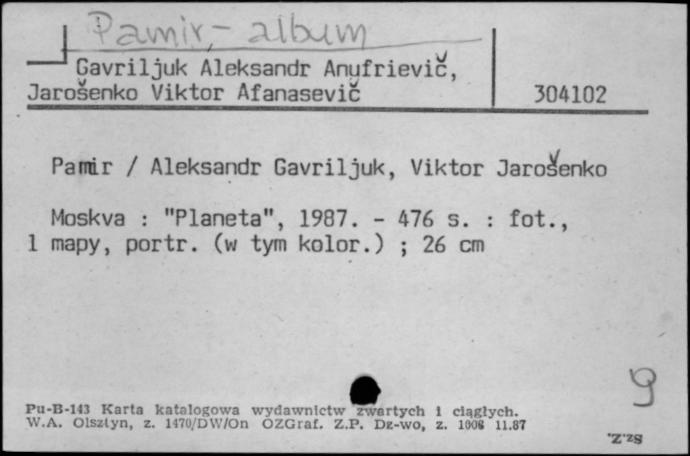 Pamir - album
Gavriljuk Aleksandr Anufrievič,
Jarošenko Viktor Afanasevič
304102
Pamir / Aleksandr Gavriljuk, Viktor Jarošenko
Moskva : "Planeta", 1987. - 476 s. : fot.,
l mapy, portr. (w tym kolor.) ; 26 cm
9
Pu-B-143 Karta katalogowa wydawnictw zwartych i ciągłych.
W.A. Olsztyn, z. 1470/DW/On OZGraf. Z.P. Dz-wo, z. 1008 11.87
"Z"ZS